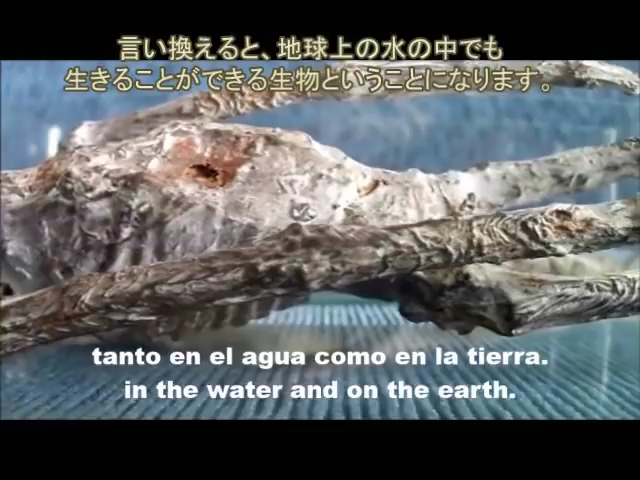 言い換えると、地球上の水の中でも
生きることができる生物ということになります。
tanto en el agua como en la tierra.
in the water and on the earth.